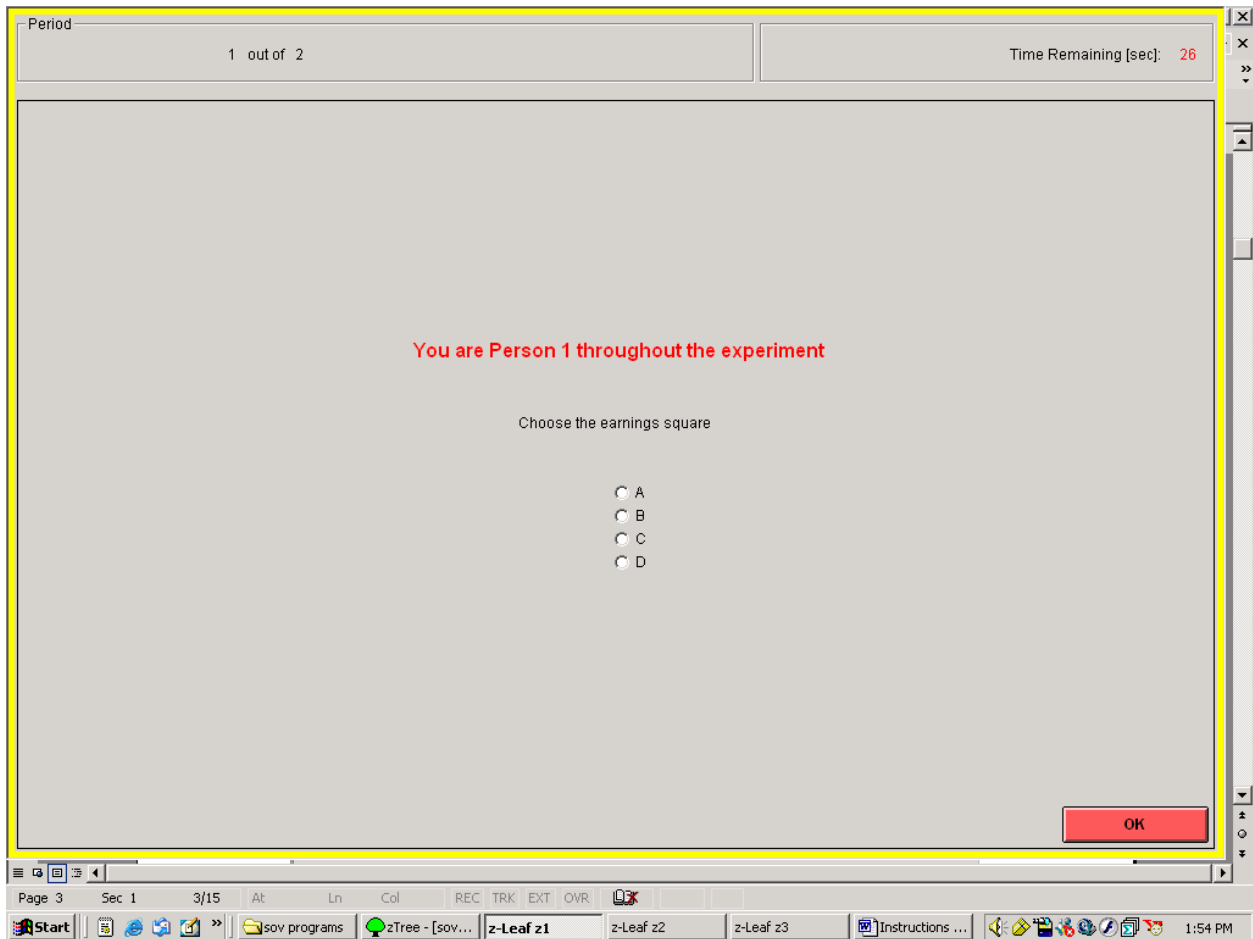 Period
1 out of 2
Time Remaining [sec]: 26
You are Person 1 throughout the experiment
Choose the earnings square
A
B
C
D
OK
Page 3 Sec 1 3/15 At Ln Col REC TRK EXT OVR
Start » sov programs zTree - [sov... z-Leaf z1 z-Leaf z2 z-Leaf z3 Instructions ... 1:54 PM